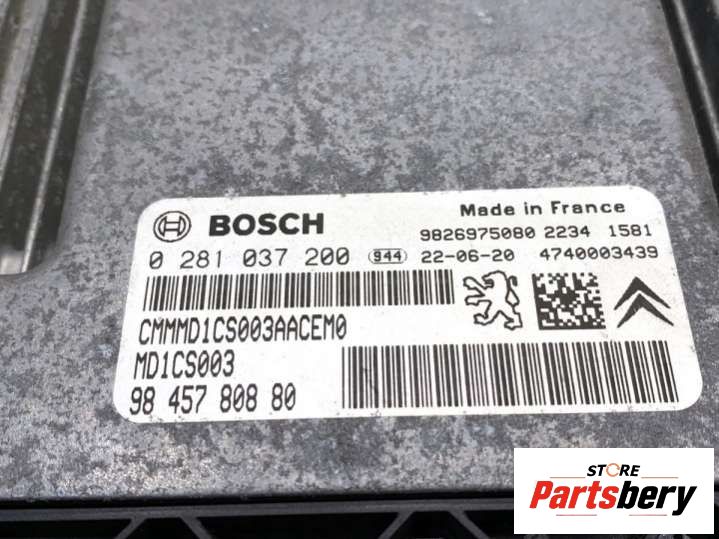 BOSCH
Made in France
9826975080 2234 1581
0 281 037 200 944 22-06-20 4740003439
CMMMD1CS003AACEM0
MD1CS003
98 457 808 80
STORE
Partsbery